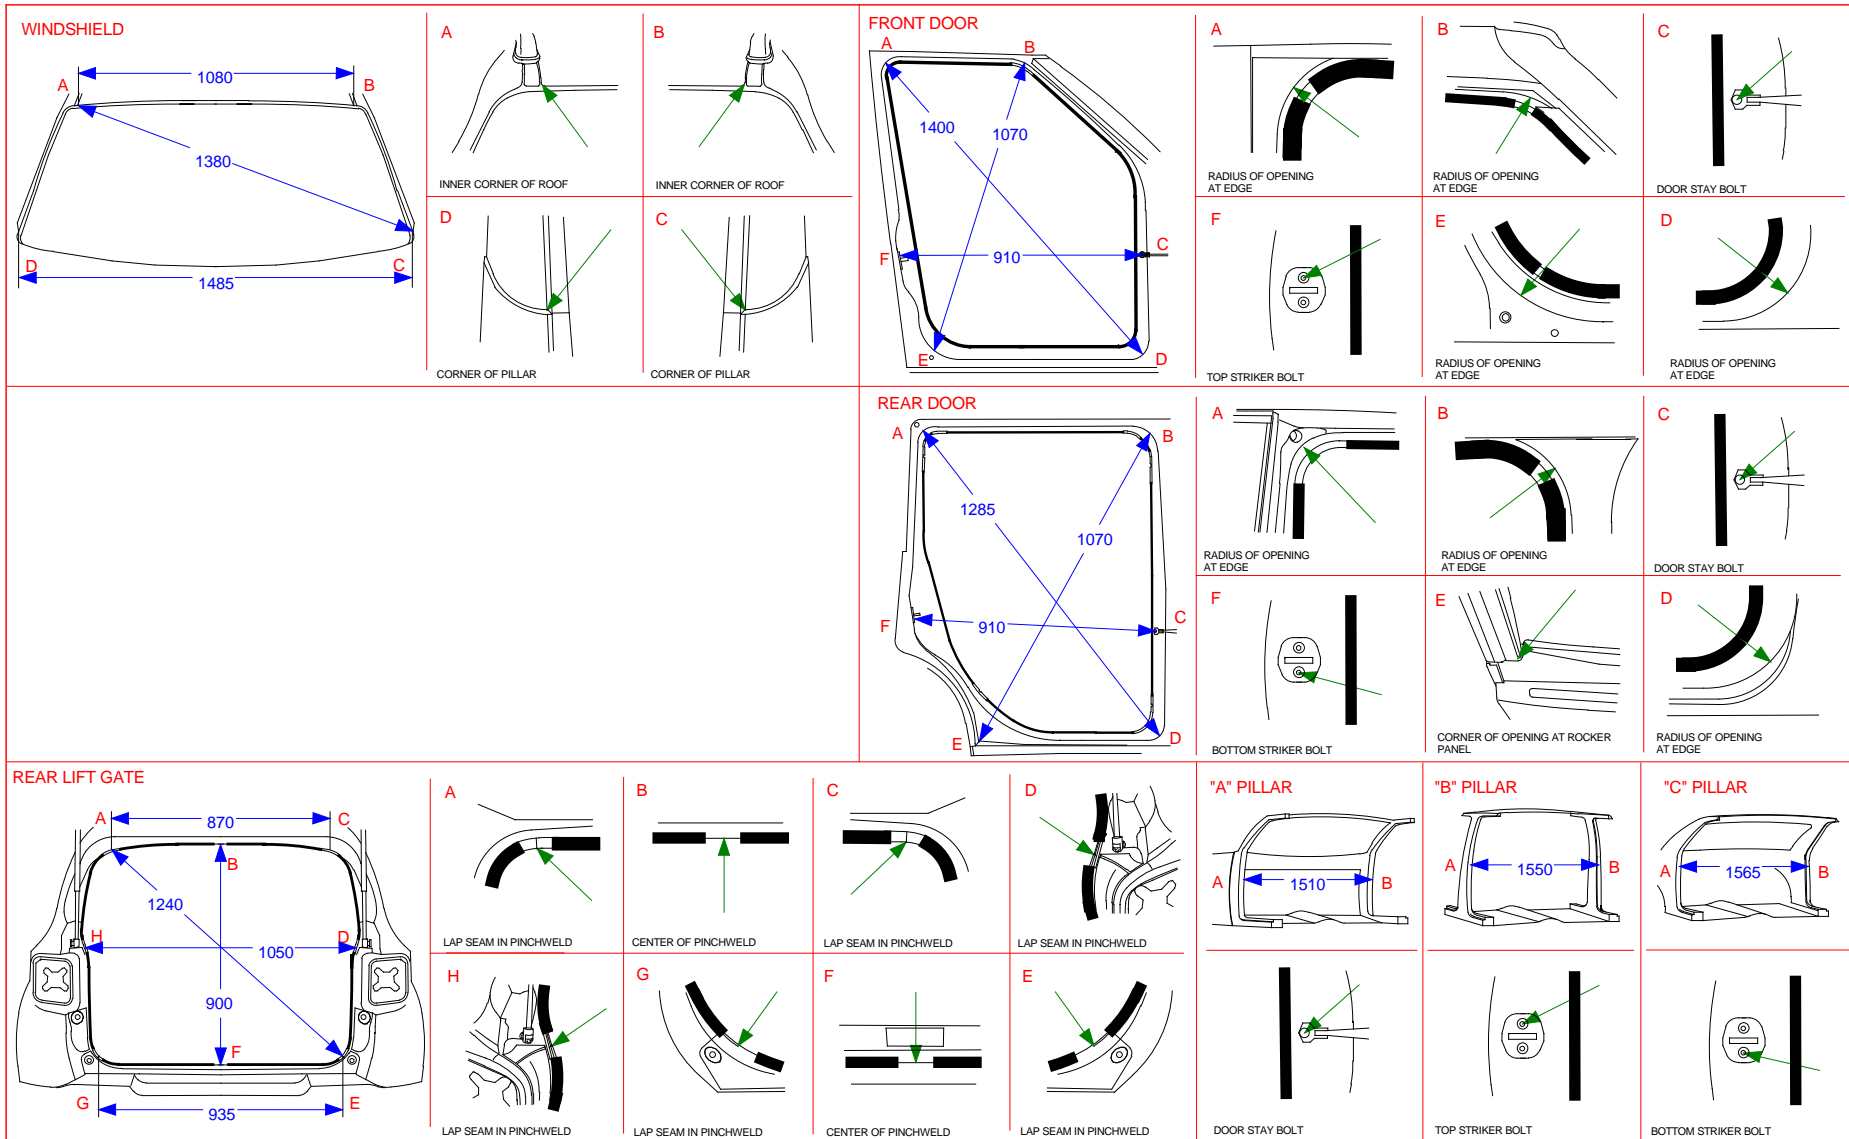 WINDSHIELD
A
1080
B
1380
D
C
1485
A
INNER CORNER OF ROOF
B
INNER CORNER OF ROOF
D
CORNER OF PILLAR
C
CORNER OF PILLAR
FRONT DOOR
A
B
1400
1070
F
910
C
E
D
A
RADIUS OF OPENING
AT EDGE
B
RADIUS OF OPENING
AT EDGE
C
DOOR STAY BOLT
F
TOP STRIKER BOLT
E
RADIUS OF OPENING
AT EDGE
D
RADIUS OF OPENING
AT EDGE
REAR DOOR
A
B
1285
1070
F
910
C
E
D
A
RADIUS OF OPENING
AT EDGE
B
RADIUS OF OPENING
AT EDGE
C
DOOR STAY BOLT
F
BOTTOM STRIKER BOLT
E
CORNER OF OPENING AT ROCKER
PANEL
D
RADIUS OF OPENING
AT EDGE
REAR LIFT GATE
A
870
C
B
1240
H
1050
D
900
F
G
935
E
A
LAP SEAM IN PINCHWELD
B
CENTER OF PINCHWELD
C
LAP SEAM IN PINCHWELD
D
LAP SEAM IN PINCHWELD
H
LAP SEAM IN PINCHWELD
G
LAP SEAM IN PINCHWELD
F
CENTER OF PINCHWELD
E
LAP SEAM IN PINCHWELD
"A" PILLAR
A
1510
B
DOOR STAY BOLT
"B" PILLAR
A
1550
B
TOP STRIKER BOLT
"C" PILLAR
A
1565
B
BOTTOM STRIKER BOLT